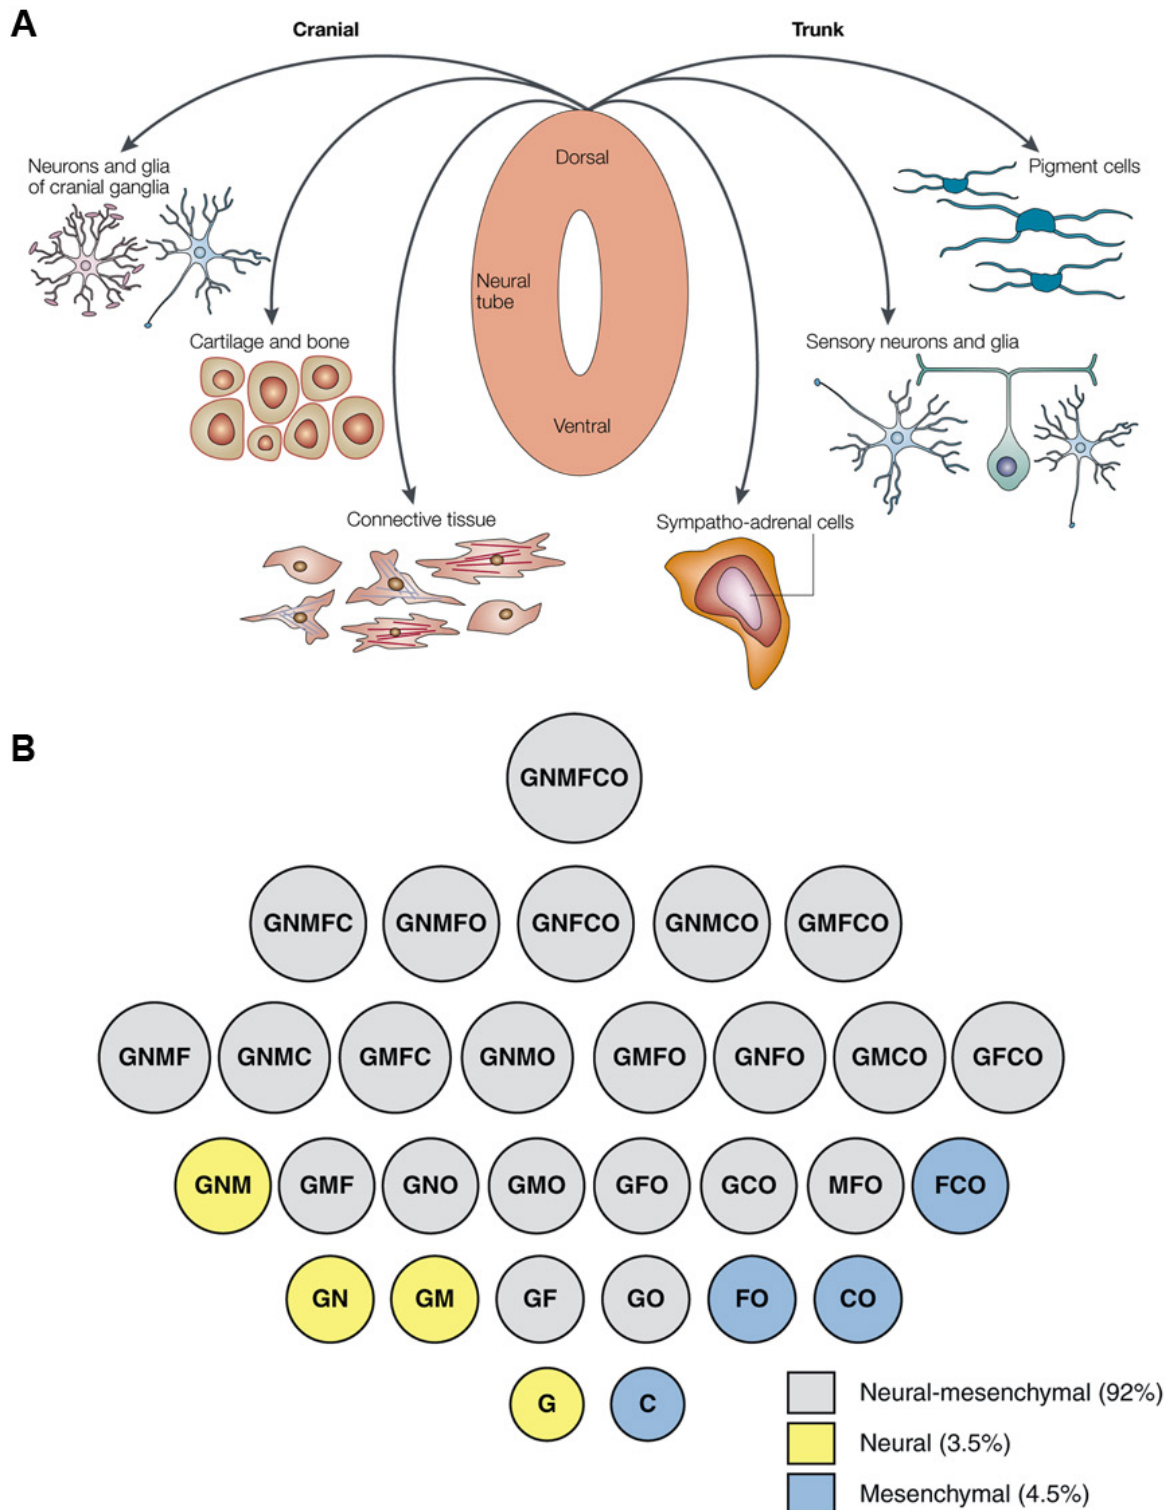 A
Cranial
Trunk
Neurons and glia
of cranial ganglia
Dorsal
Pigment cells
Neural
tube
Cartilage and bone
Sensory neurons and glia
Ventral
Connective tissue
Sympatho-adrenal cells
B
GNMFCO
GNMFC GNMFO GNFCO GNMCO GMFCO
GNMF GNMC GMFC GNMO GMFO GNFO GMCO GFCO
GNM GMF GNO GMO GFO GCO MFO FCO
GN GM GF GO FO CO
G C
Neural-mesenchymal (92%)
Neural (3.5%)
Mesenchymal (4.5%)